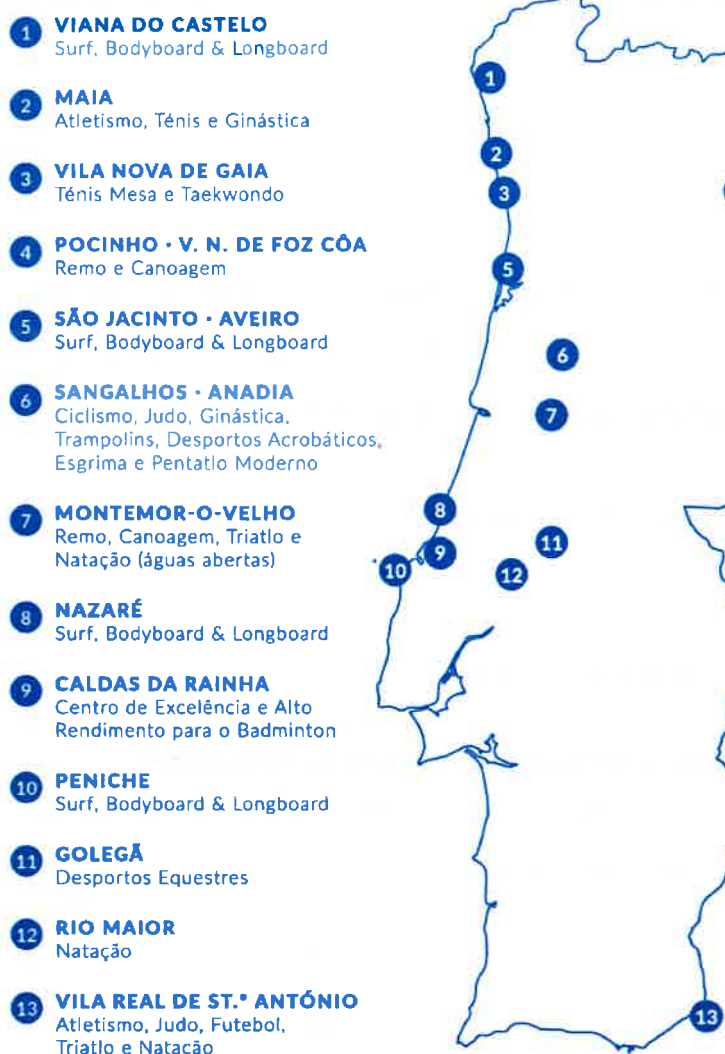 1 VIANA DO CASTELO
Surf, Bodyboard & Longboard
2 MAIA
Atletismo, Ténis e Ginástica
3 VILA NOVA DE GAIA
Ténis Mesa e Taekwondo
4 POCINHO · V. N. DE FOZ CÔA
Remo e Canoagem
5 SÃO JACINTO · AVEIRO
Surf, Bodyboard & Longboard
6 SANGALHOS · ANADIA
Ciclismo, Judo, Ginástica,
Trampolins, Desportos Acrobáticos,
Esgrima e Pentatlo Moderno
7 MONTEMOR-O-VELHO
Remo, Canoagem, Triatlo e
Natação (águas abertas)
8 NAZARÉ
Surf, Bodyboard & Longboard
9 CALDAS DA RAINHA
Centro de Excelência e Alto
Rendimento para o Badminton
10 PENICHE
Surf, Bodyboard & Longboard
11 GOLEGÃ
Desportos Equestres
12 RIO MAIOR
Natação
13 VILA REAL DE ST.ª ANTÓNIO
Atletismo, Judo, Futebol,
Triatlo e Natação
1
2
3
5
6
7
8
9
10
11
12
13